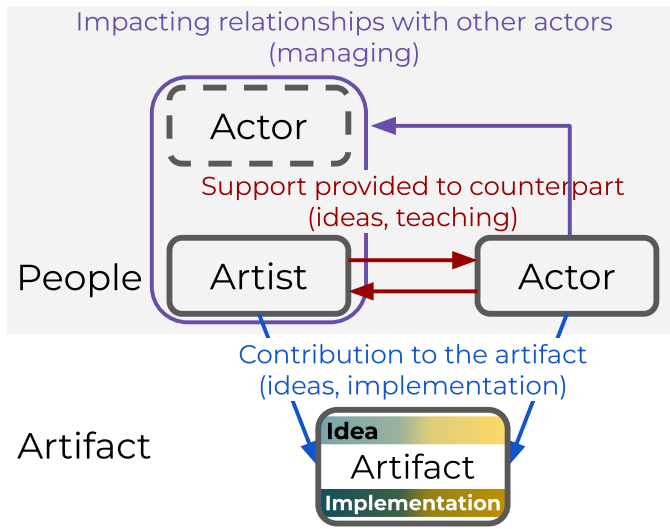 Impacting relationships with other actors
(managing)
Actor
Support provided to counterpart
(ideas, teaching)
People
Artist
Actor
Contribution to the artifact
(ideas, implementation)
Idea
Artifact
Artifact
Implementation